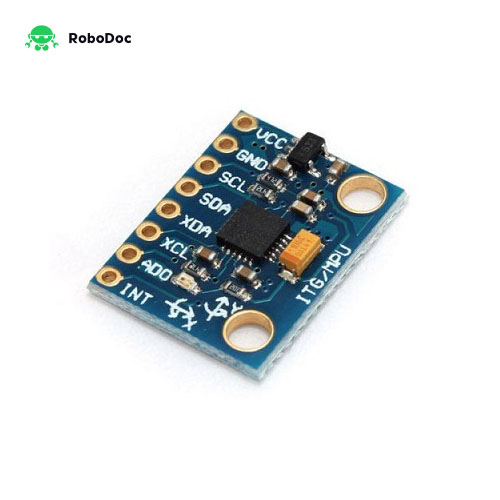 RoboDoc
VCC
GND
SCL
SDA
XDA
XCL
ADO
INT
ITG/MPU
X
Y